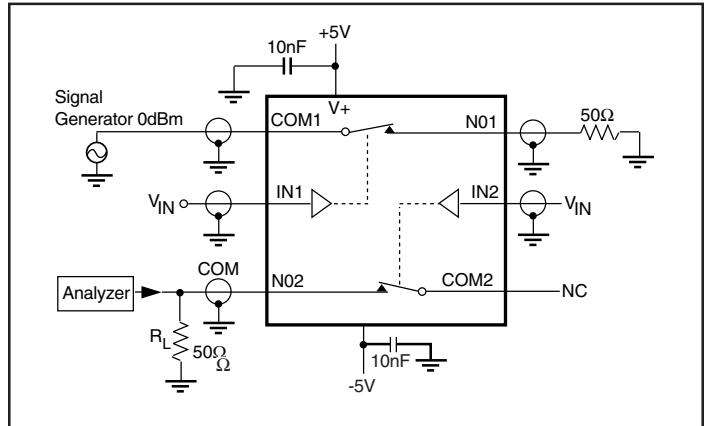 +5V
10nF
Signal
Generator 0dBm
V+
COM1
N01
50Ω
VIN
IN1
IN2
VIN
COM
N02
COM2
NC
Analyzer
RL
50Ω
Ω
10nF
-5V